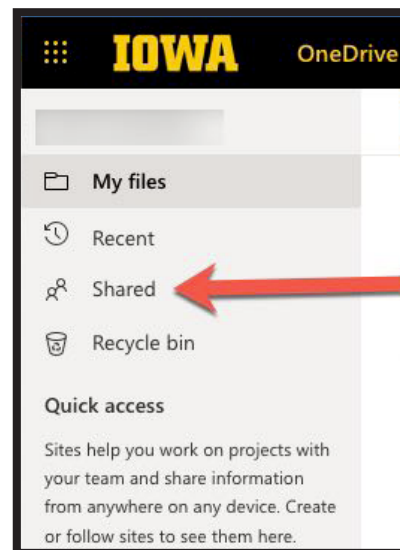 IOWA OneDrive
My files
Recent
Shared
Recycle bin
Quick access
Sites help you work on projects with
your team and share information
from anywhere on any device. Create
or follow sites to see them here.